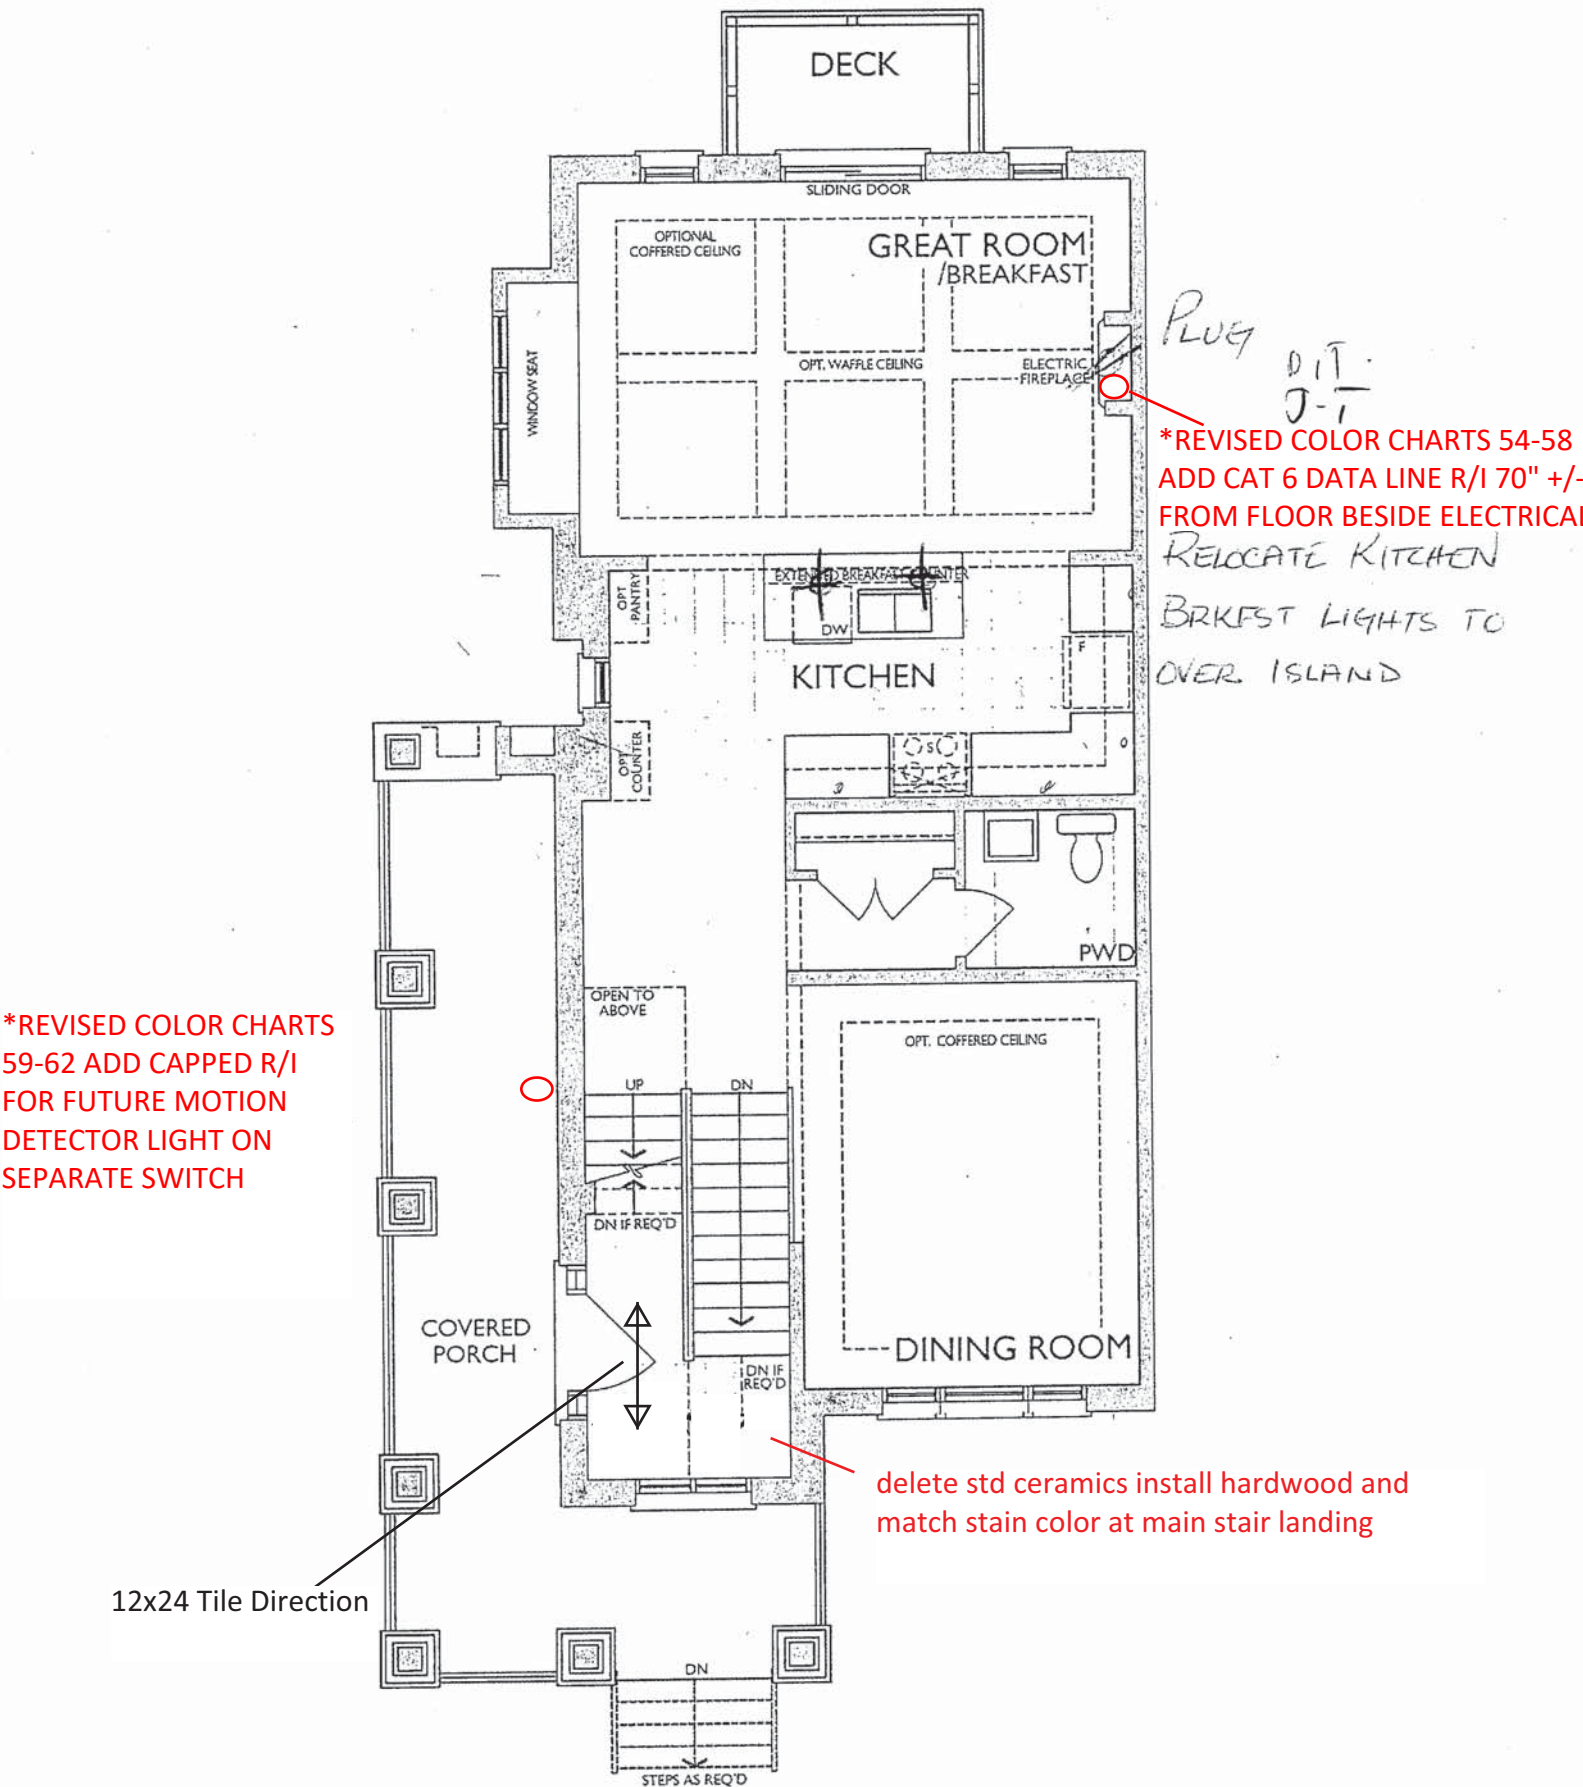 DECK
SLIDING DOOR
OPTIONAL
COFFERED CEILING
GREAT ROOM
/BREAKFAST
WINDOW SEAT
OPT. WAFFLE CEILING
ELECTRIC
FIREPLACE
PLUG
*REVISED COLOR CHARTS 54-58
ADD CAT 6 DATA LINE R/I 70" +/-
FROM FLOOR BESIDE ELECTRICAL
RELOCATE KITCHEN
BRKFST LIGHTS TO
OVER ISLAND
EXTENDED BREAKFAST COUNTER
OPT
PANTRY
DW
F
KITCHEN
OPT
COUNTER
S
PWD
OPEN TO
ABOVE
OPT. COFFERED CEILING
*REVISED COLOR CHARTS
59-62 ADD CAPPED R/I
FOR FUTURE MOTION
DETECTOR LIGHT ON
SEPARATE SWITCH
UP
DN
DN IF REQ'D
COVERED
PORCH
DINING ROOM
DN IF
REQ'D
delete std ceramics install hardwood and
match stain color at main stair landing
12x24 Tile Direction
DN
STEPS AS REQ'D